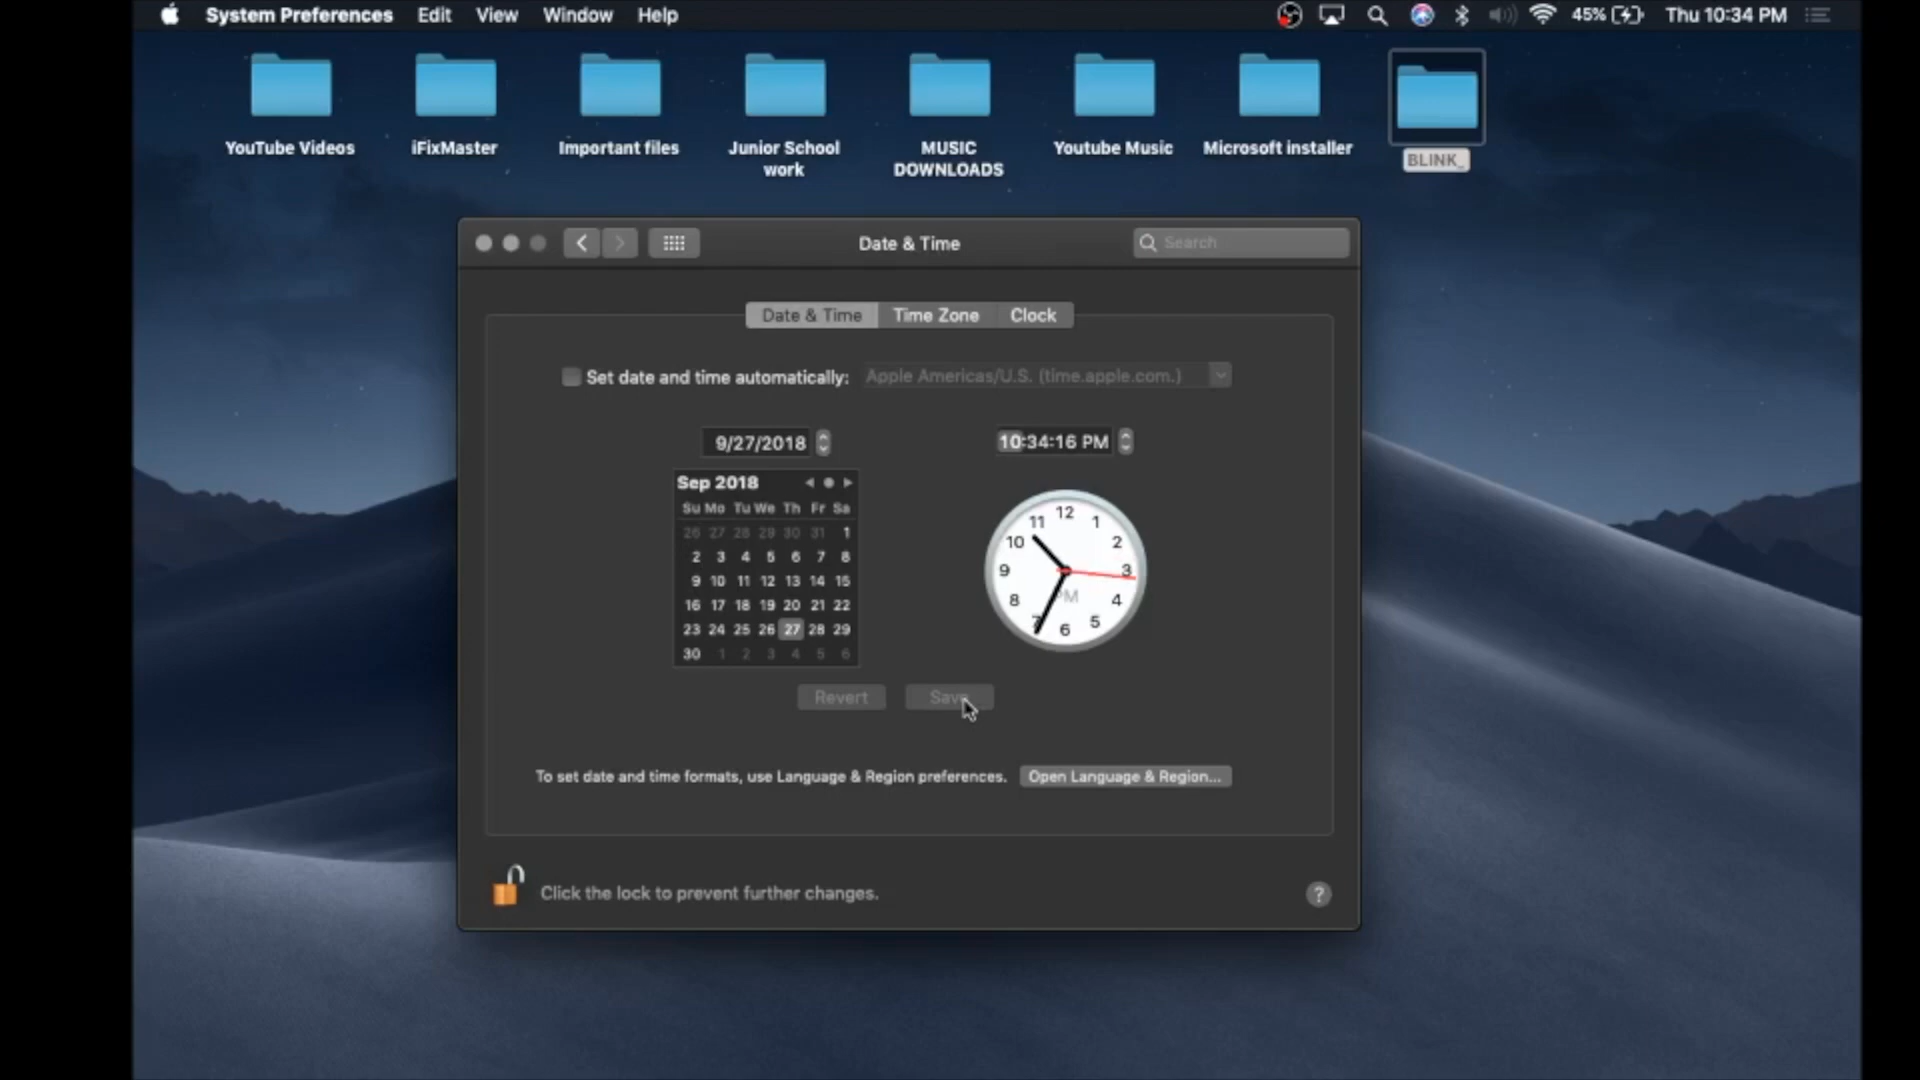 System Preferences Edit View Window Help 45% Thu 10:34 PM
YouTube Videos iFixMaster Important files Junior School work MUSIC DOWNLOADS Youtube Music Microsoft installer BLINK_
Date & Time Search
Date & Time Time Zone Clock
Set date and time automatically: Apple Americas/U.S. (time.apple.com.)
9/27/2018 10:34:16 PM
Sep 2018
Su Mo Tu We Th Fr Sa
26 27 28 29 30 31 1
2 3 4 5 6 7 8
9 10 11 12 13 14 15
16 17 18 19 20 21 22
23 24 25 26 27 28 29
30 1 2 3 4 5 6
12 1 2 3 4 5 6 7 8 9 10 11
PM
Revert Save
To set date and time formats, use Language & Region preferences. Open Language & Region...
Click the lock to prevent further changes. ?